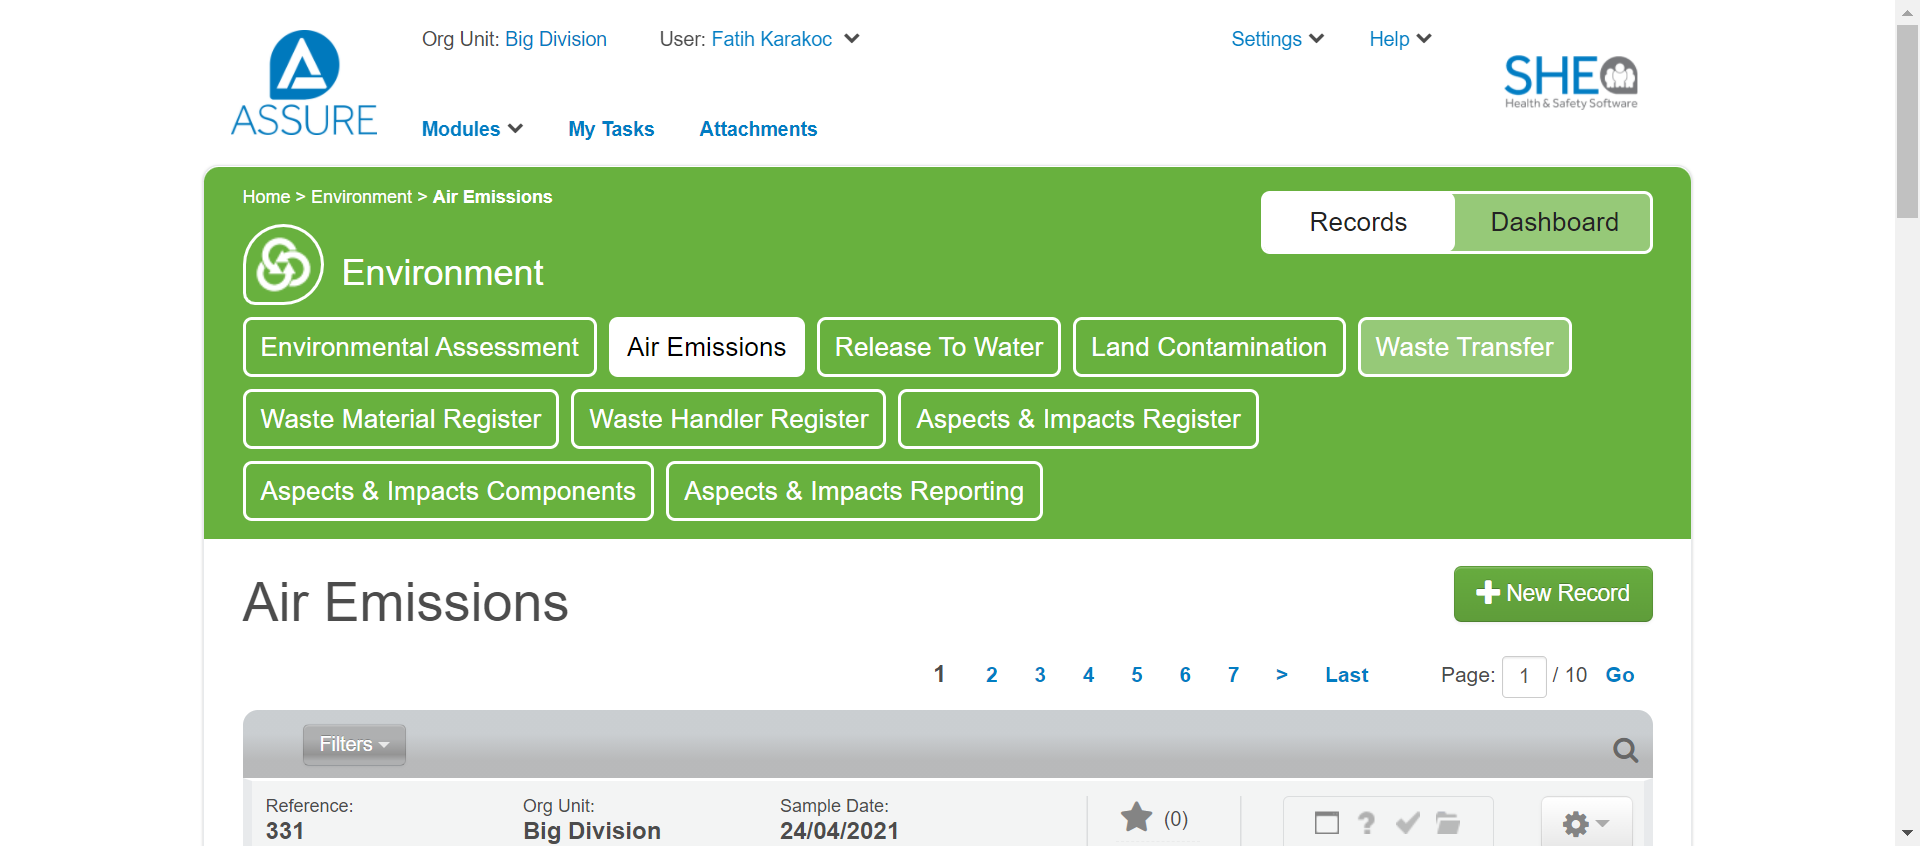 Org Unit: Big Division User: Fatih Karakoc Settings Help
ASSURE
SHEQ
Health & Safety Software
Modules My Tasks Attachments
Home > Environment > Air Emissions
Records Dashboard
Environment
Environmental Assessment Air Emissions Release To Water Land Contamination Waste Transfer
Waste Material Register Waste Handler Register Aspects & Impacts Register
Aspects & Impacts Components Aspects & Impacts Reporting
Air Emissions
New Record
1 2 3 4 5 6 7 > Last Page: 1 / 10 Go
Filters
Reference: Org Unit: Sample Date:
331 Big Division 24/04/2021 (0)